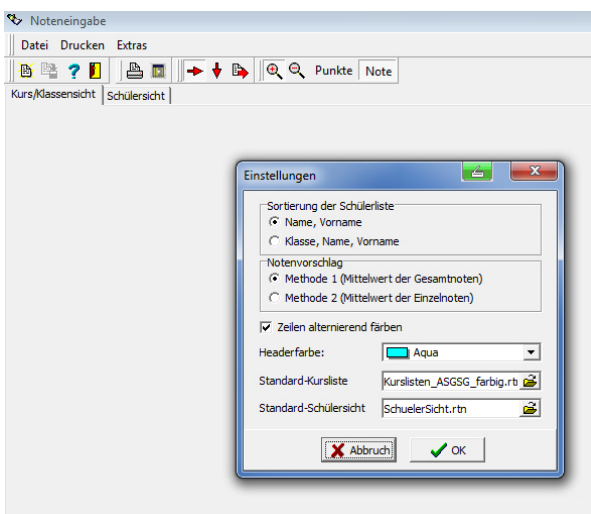 Noteneingabe
Datei Drucken Extras
? Punkte Note
Kurs/Klassensicht Schülersicht
Einstellungen
Sortierung der Schülerliste
Name, Vorname
Klasse, Name, Vorname
Notenvorschlag
Methode 1 (Mittelwert der Gesamtnoten)
Methode 2 (Mittelwert der Einzelnoten)
Zeilen alternierend färben
Headerfarbe: Aqua
Standard-Kursliste Kurslisten_ASGSG_farbig.rt
Standard-Schülersicht SchuelerSicht.rtn
Abbruch OK